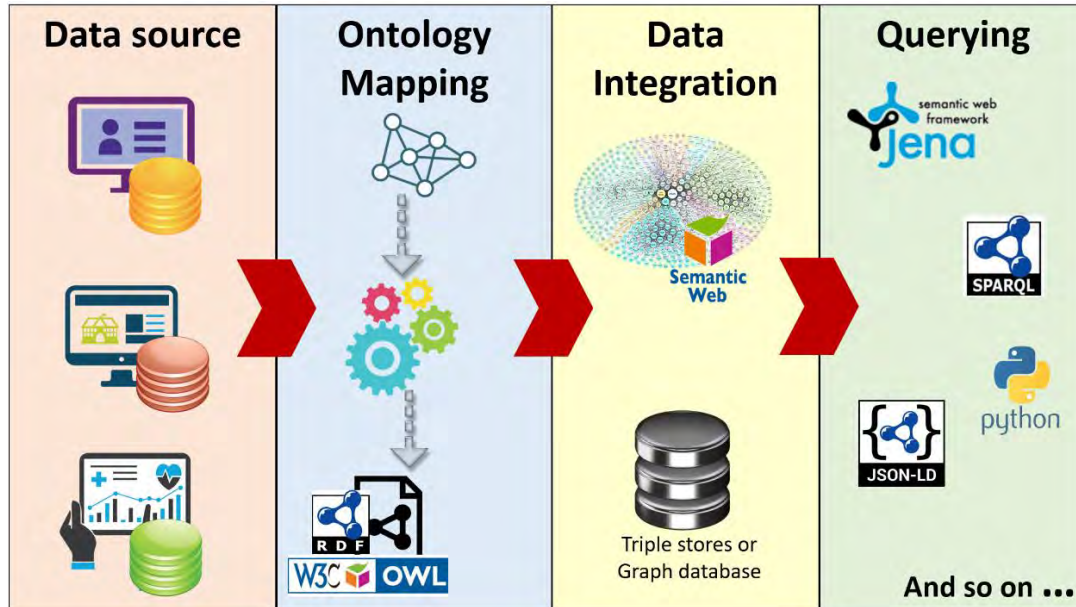 Data source
Ontology
Mapping
RDF
W3C OWL
Data
Integration
Semantic
Web
Triple stores or
Graph database
Querying
semantic web
framework
jena
SPARQL
python
{ }
JSON-LD
And so on ...